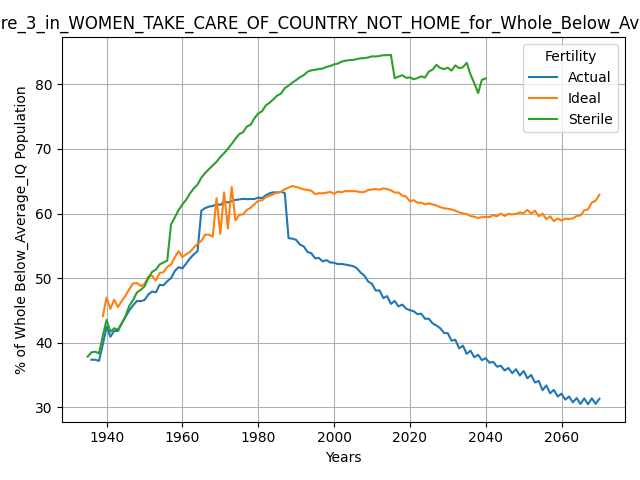 re_3_in_WOMEN_TAKE_CARE_OF_COUNTRY_NOT_HOME_for_Whole_Below_Av
Fertility
Actual
Ideal
Sterile
% of Whole Below_Average_IQ Population
80
70
60
50
40
30
1940
1960
1980
2000
2020
2040
2060
Years